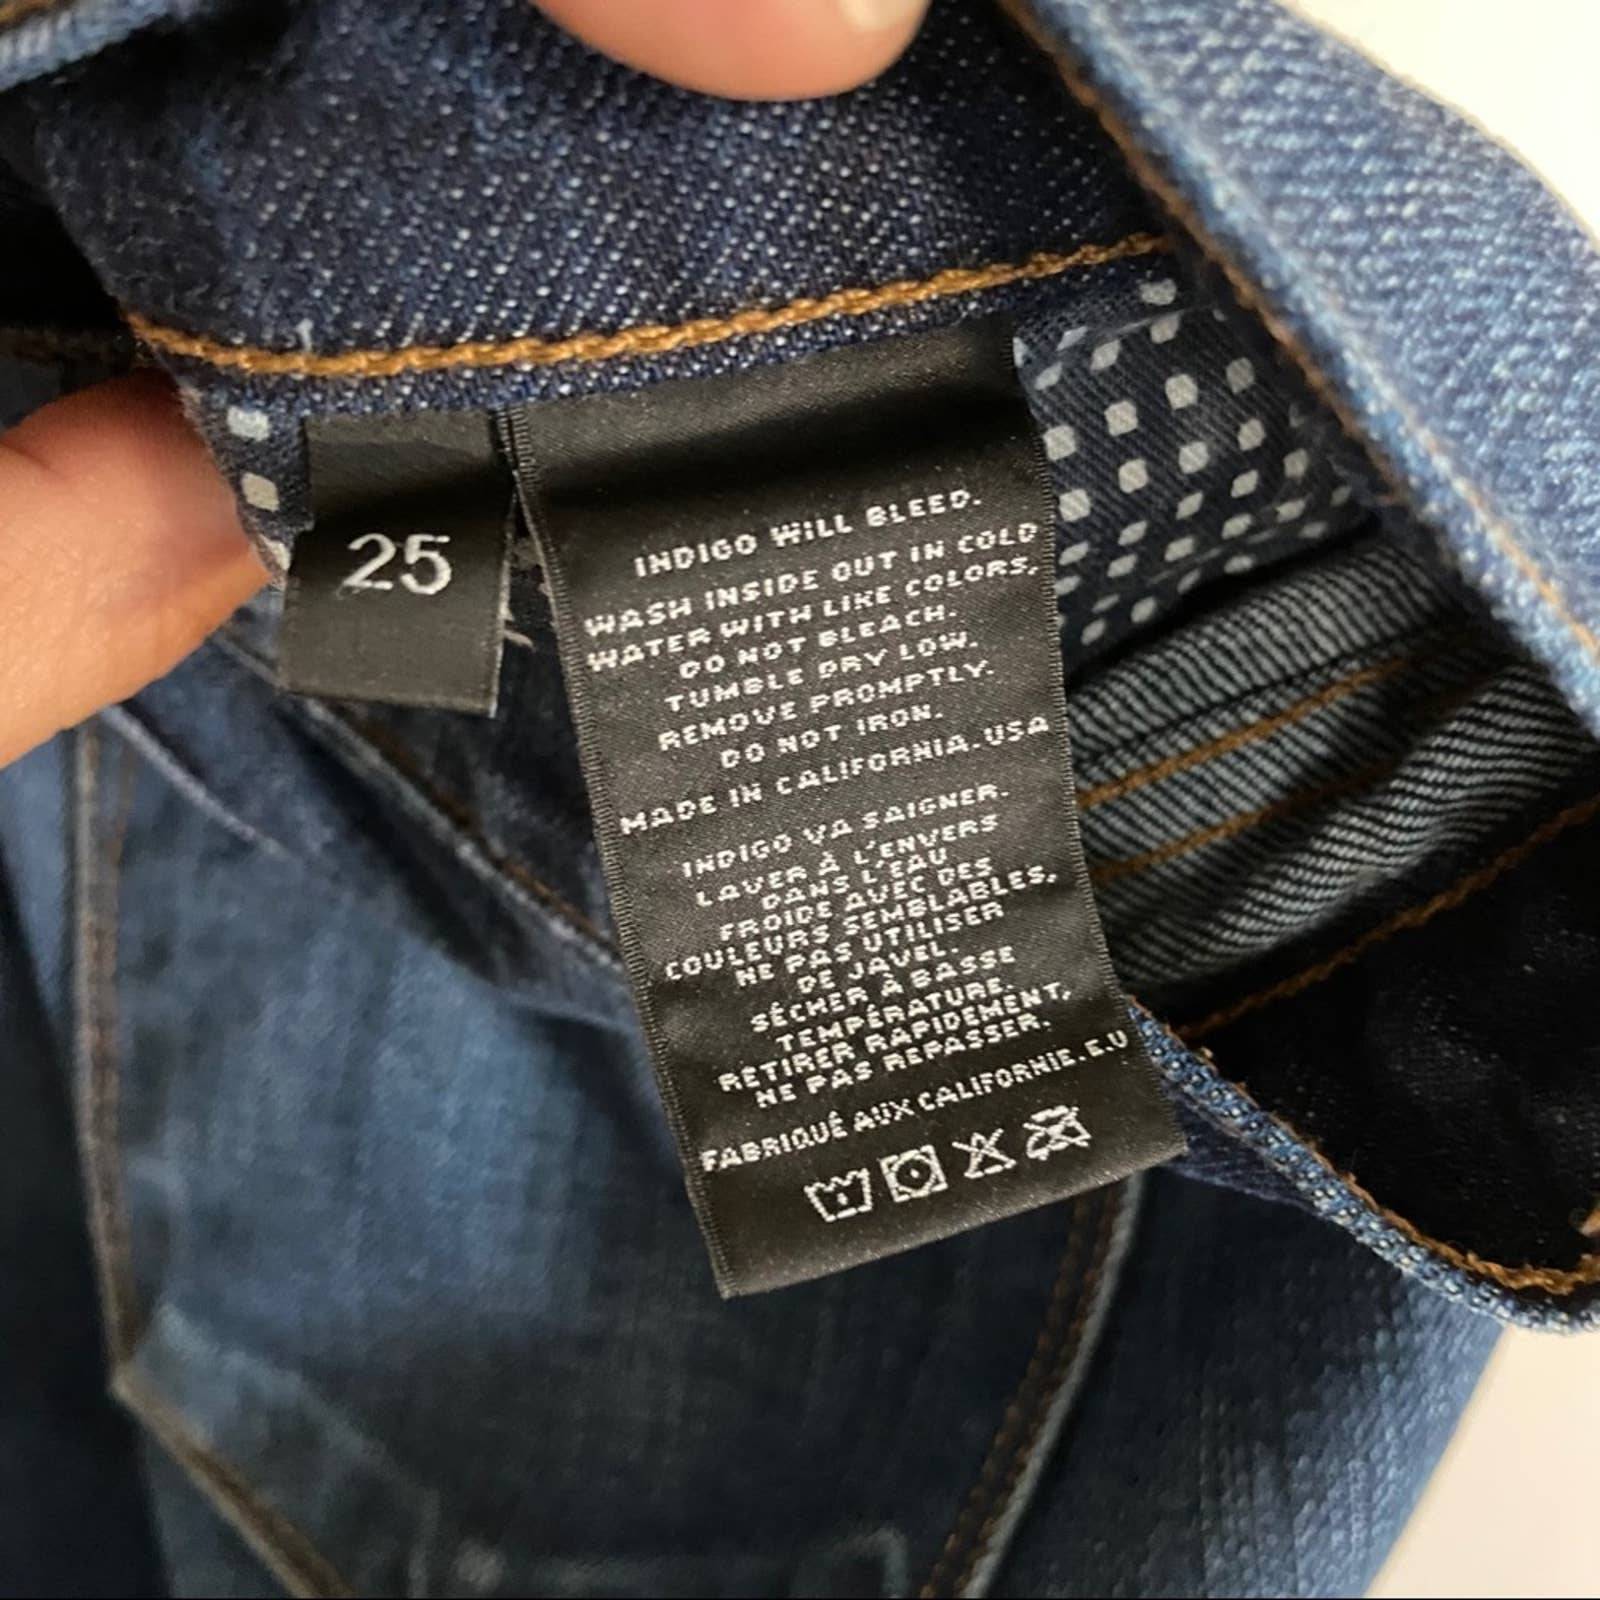 25
INDIGO WILL BLEED.
WASH INSIDE OUT IN COLD
WATER WITH LIKE COLORS,
DO NOT BLEACH.
TUMBLE DRY LOW.
REMOVE PROMPTLY.
DO NOT IRON.
MADE IN CALIFORNIA.USA
INDIGO VA SAIGNER.
LAVER À L'ENVERS
DANS L'EAU
FROIDE AVEC DES
COULEURS SEMBLABLES,
NE PAS UTILISER
DE JAVEL.
SÉCHER À BASSE
TEMPÉRATURE.
RETIRER RAPIDEMENT,
NE PAS REPASSER.
FABRIQUÉ AUX CALIFORNIE.E.U